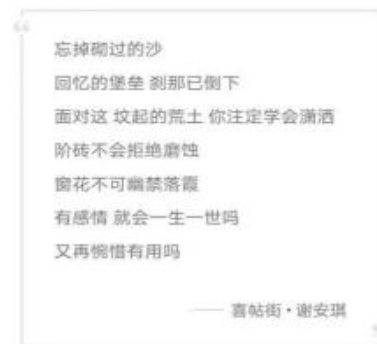 忘掉砌过的沙
回忆的堡垒 刹那已倒下
面对这 坟起的荒土 你注定学会潇洒
阶砖不会拒绝磨蚀
窗花不可幽禁落霞
有感情 就会一生一世吗
又再惋惜有用吗
—— 喜帖街·谢安琪